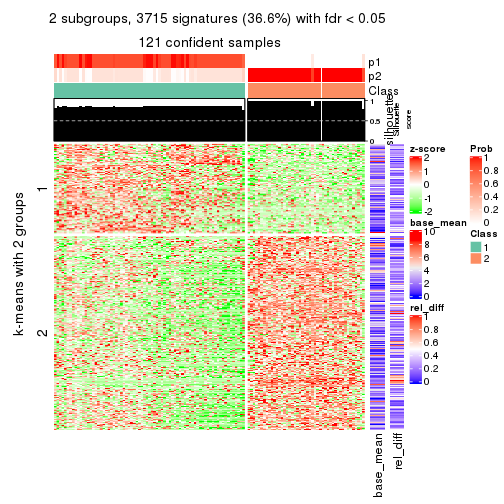 2 subgroups, 3715 signatures (36.6%) with fdr < 0.05
121 confident samples
p1
p2
Class
1
0.5
0
silhouette
Silhouette
score
k-means with 2 groups
1
2
base_mean
rel_diff
z-score
2
1
0
-1
-2
base_mean
10
8
6
4
2
0
rel_diff
1
0.8
0.6
0.4
0.2
0
Prob
1
0.8
0.6
0.4
0.2
0
Class
1
2